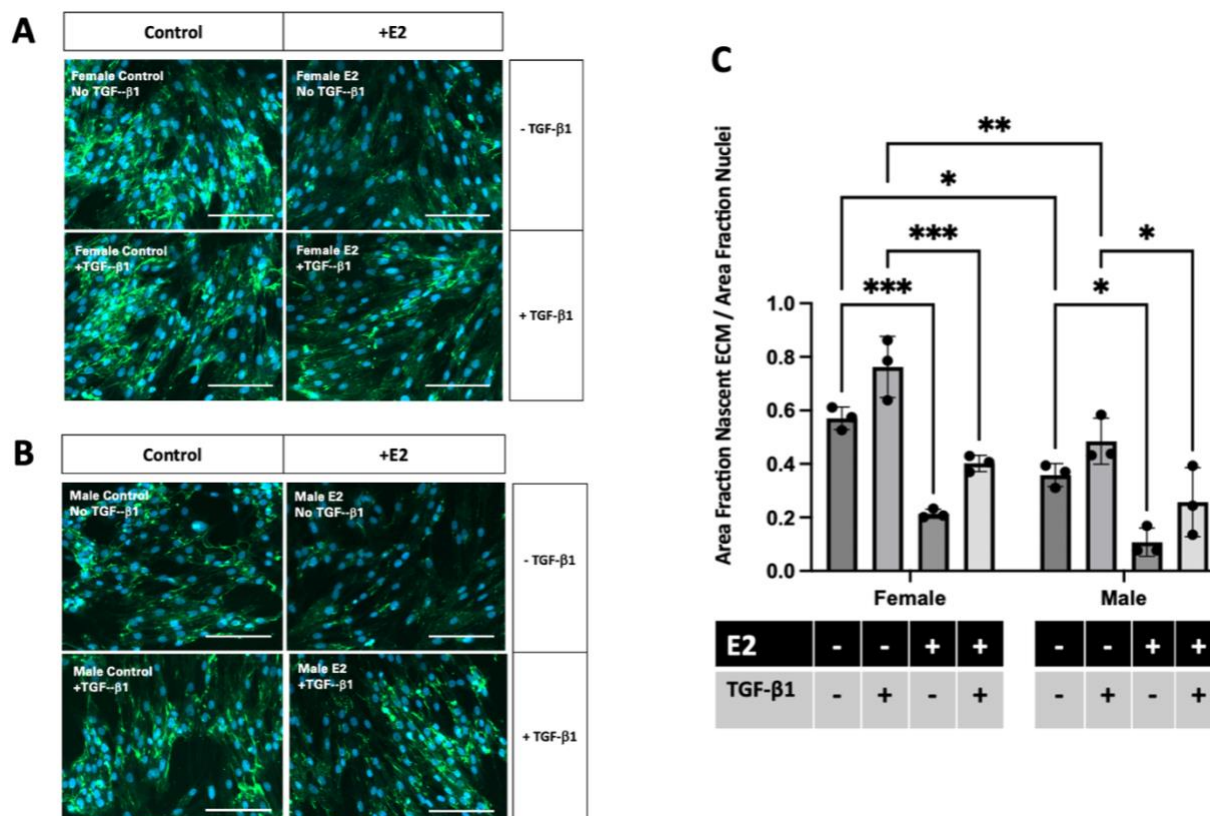 A
Control
+E2
Female Control
No TGF--β1
Female E2
No TGF--β1
- TGF-β1
Female Control
+TGF--β1
Female E2
+TGF--β1
+ TGF-β1
B
Control
+E2
Male Control
No TGF--β1
Male E2
No TGF--β1
- TGF-β1
Male Control
+TGF--β1
Male E2
+TGF--β1
+ TGF-β1
C
Area Fraction Nascent ECM / Area Fraction Nuclei
**
*
***
*
***
*
1.0
0.8
0.6
0.4
0.2
0.0
Female
Male
E2 - - + + - - + +
TGF-β1 - + - + - + - +